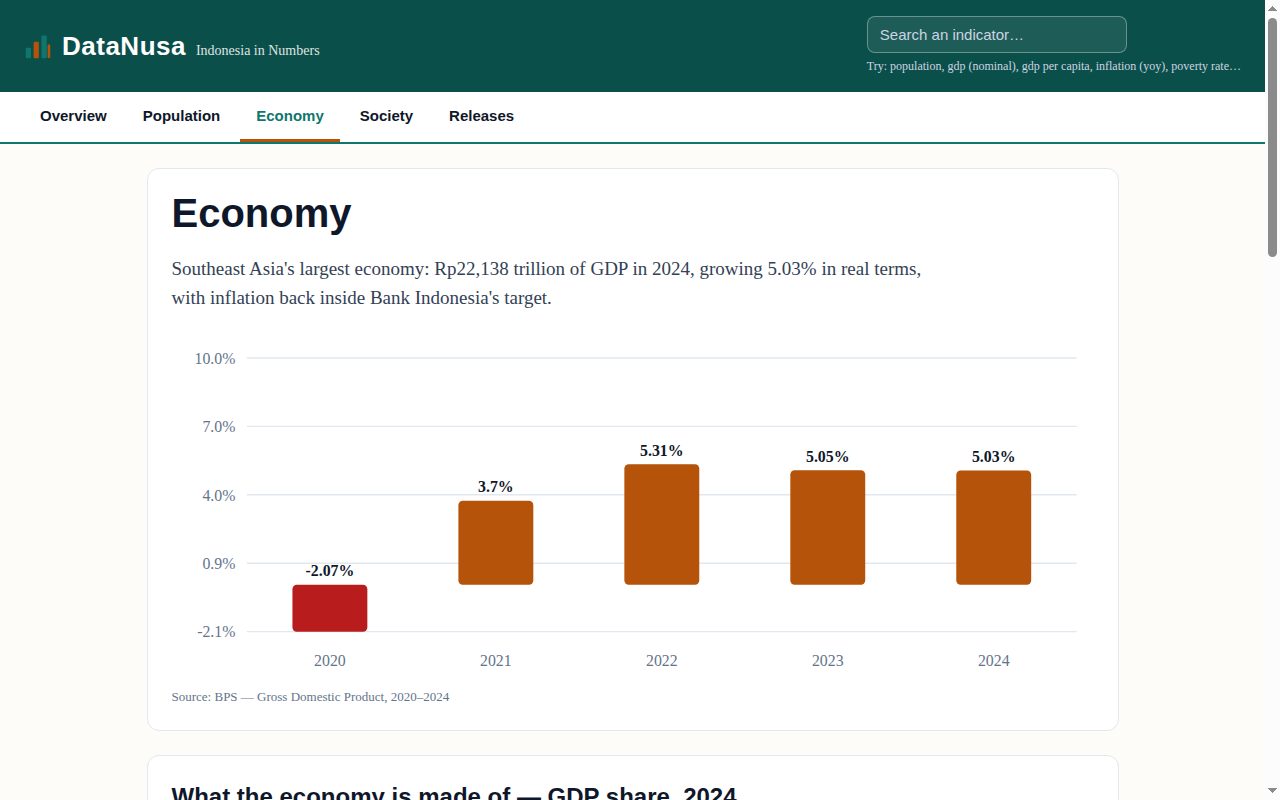 DataNusa Indonesia in Numbers
Search an indicator…
Try: population, gdp (nominal), gdp per capita, inflation (yoy), poverty rate…
Overview Population Economy Society Releases
Economy
Southeast Asia's largest economy: Rp22,138 trillion of GDP in 2024, growing 5.03% in real terms,
with inflation back inside Bank Indonesia's target.
10.0%
7.0%
4.0%
0.9%
-2.1%
-2.07%
3.7%
5.31%
5.05%
5.03%
2020 2021 2022 2023 2024
Source: BPS — Gross Domestic Product, 2020–2024
What the economy is made of — GDP share, 2024